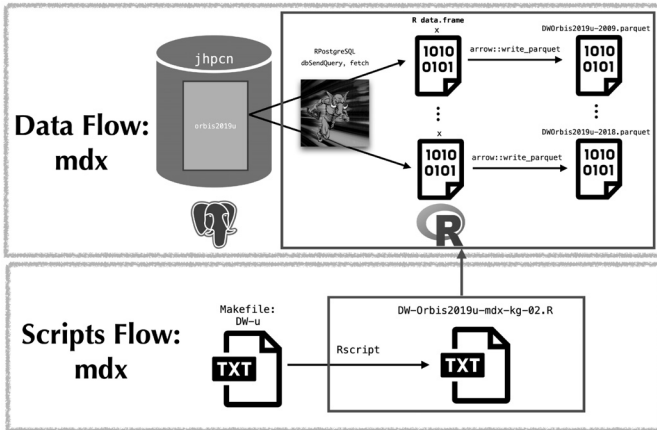 Data Flow:
mdx
jhpcn
orbis2019u
RPostgreSQL
dbSendQuery, fetch
R data.frame
x
1010
0101
arrow::write_parquet
DWOrbis2019u-2009.parquet
1010
0101
x
1010
0101
arrow::write_parquet
DWOrbis2019u-2018.parquet
1010
0101
R
Scripts Flow:
mdx
Makefile:
DW-u
TXT
Rscript
DW-Orbis2019u-mdx-kg-02.R
TXT